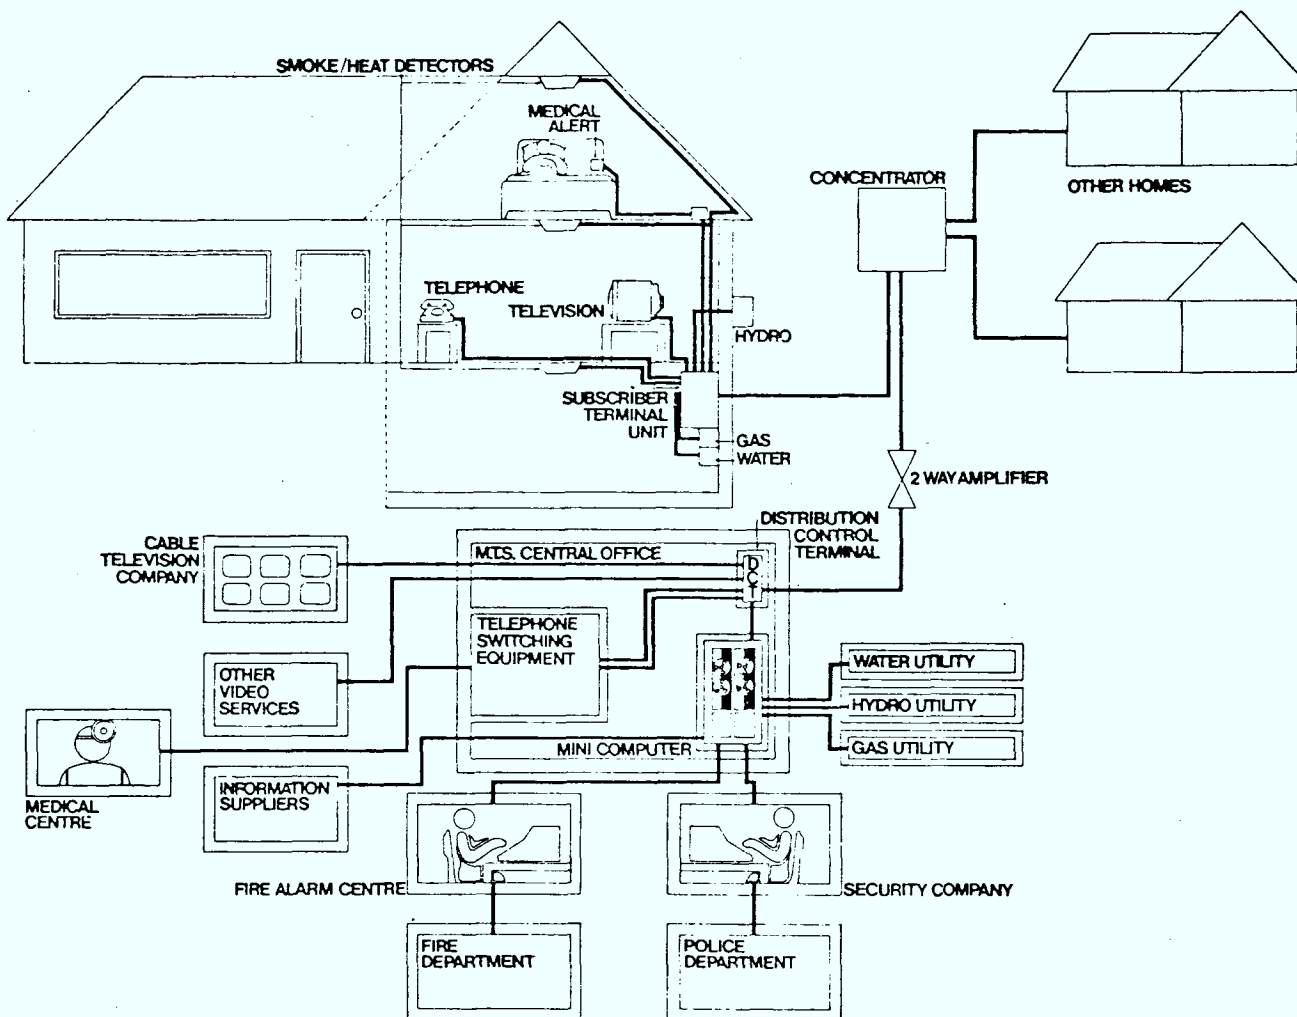 SMOKE/HEAT DETECTORS
MEDICAL
ALERT
TELEPHONE
TELEVISION
HYDRO
SUBSCRIBER
TERMINAL
UNIT
GAS
WATER
CONCENTRATOR
OTHER HOMES
2 WAY AMPLIFIER
DISTRIBUTION
CONTROL
TERMINAL
CABLE
TELEVISION
COMPANY
M.T.S. CENTRAL OFFICE
D
C
T
TELEPHONE
SWITCHING
EQUIPMENT
OTHER
VIDEO
SERVICES
WATER UTILITY
HYDRO UTILITY
GAS UTILITY
MINI COMPUTER
MEDICAL
CENTRE
INFORMATION
SUPPLIERS
FIRE ALARM CENTRE
SECURITY COMPANY
FIRE
DEPARTMENT
POLICE
DEPARTMENT